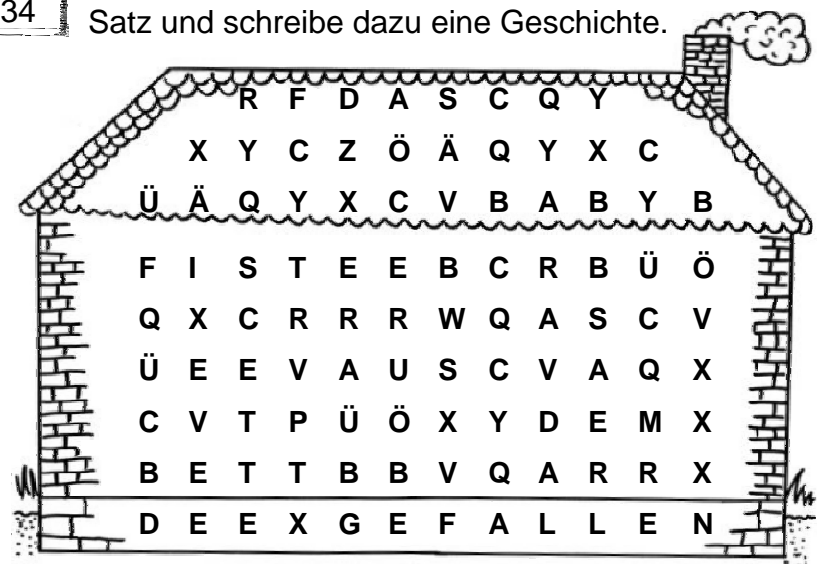 34 Satz und schreibe dazu eine Geschichte.
R F D A S C Q Y
X Y C Z Ö Ä Q Y X C
Ü Ä Q Y X C V B A B Y B
F I S T E E B C R B Ü Ö
Q X C R R R W Q A S C V
Ü E E V A U S C V A Q X
C V T P Ü Ö X Y D E M X
B E T T B B V Q A R R X
D E E X G E F A L L E N